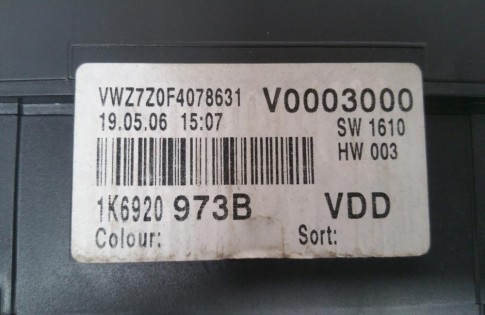 VWZ7Z0F4078631 V0003000
19.05.06 15:07 SW 1610
HW 003
1K6920 973B VDD
Colour: Sort: